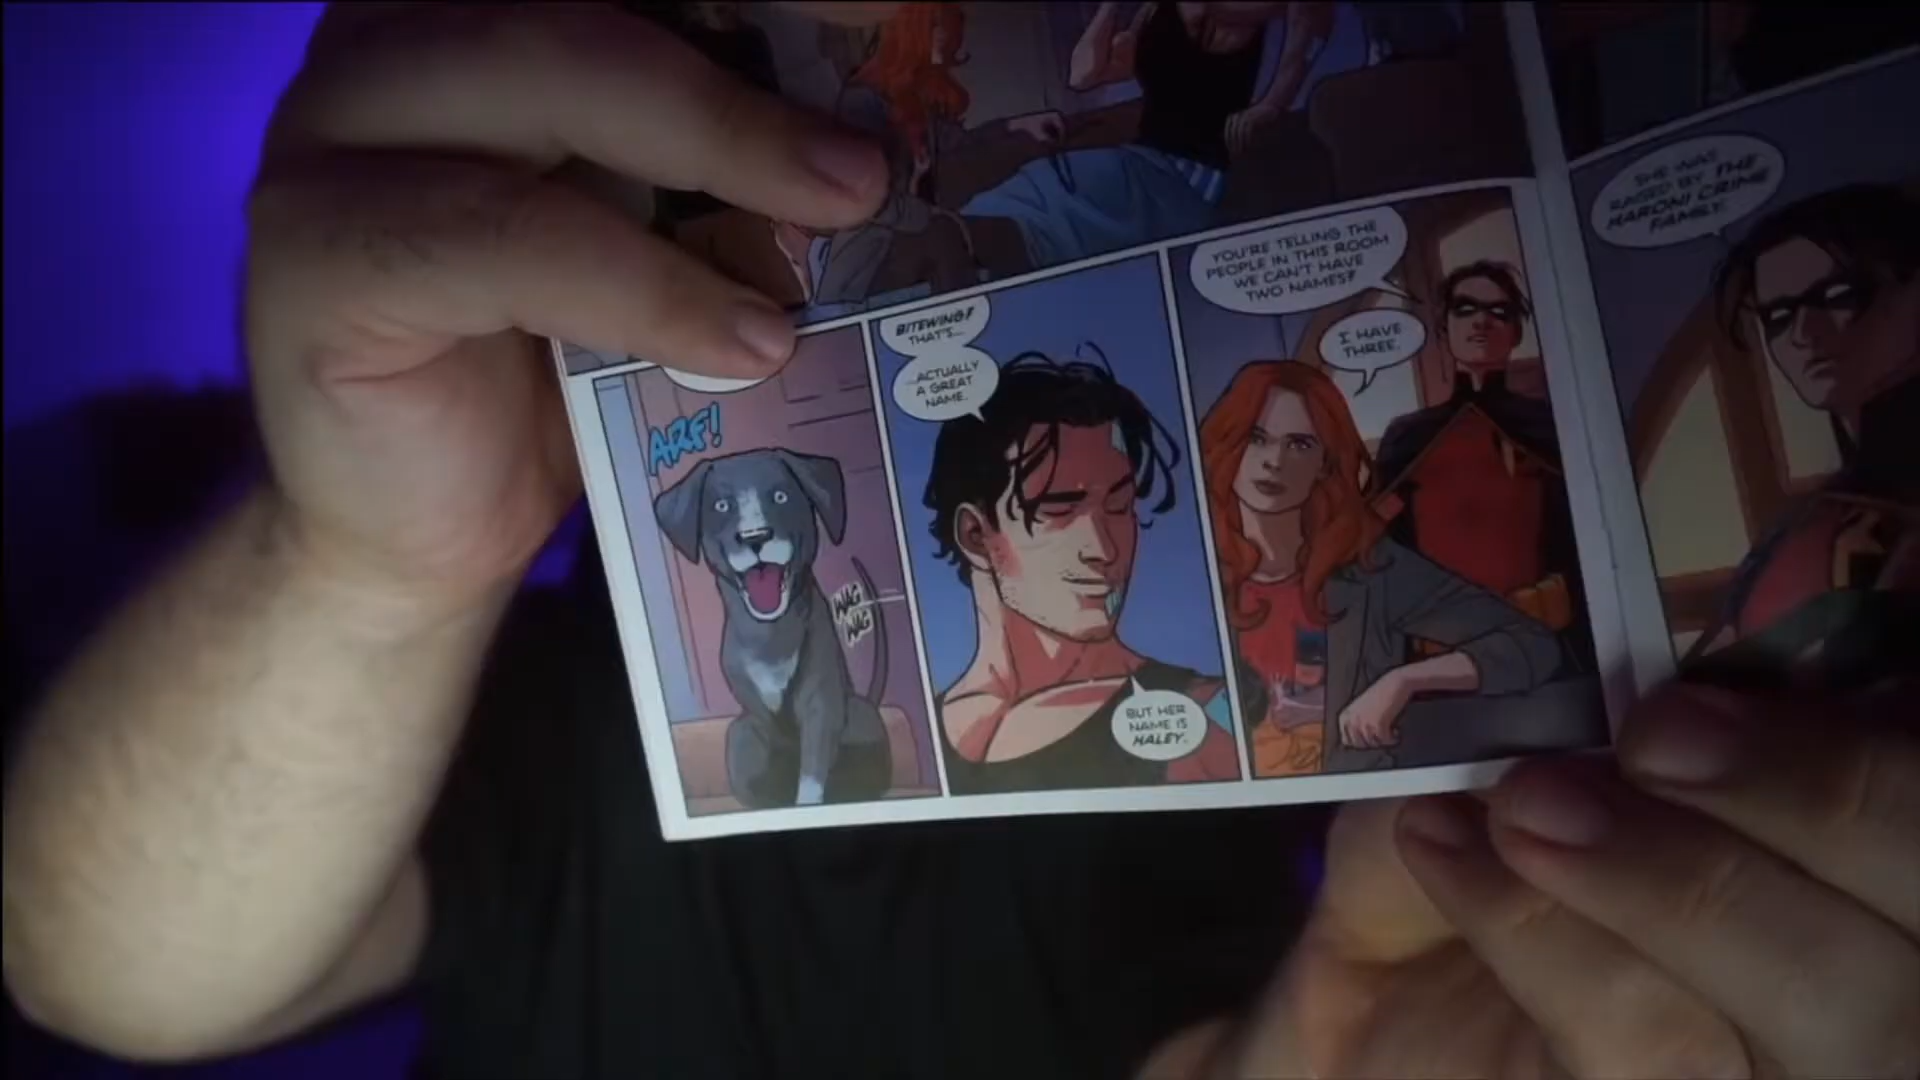 ARF!
WAG
WAG
BITEWING?
THAT'S...
...ACTUALLY
A GREAT
NAME.
BUT HER
NAME IS
HALEY.
YOU'RE TELLING THE
PEOPLE IN THIS ROOM
WE CAN'T HAVE
TWO NAMES?
I HAVE
THREE.
SHE WAS
RAISED BY THE
MARONI CRIME
FAMILY.